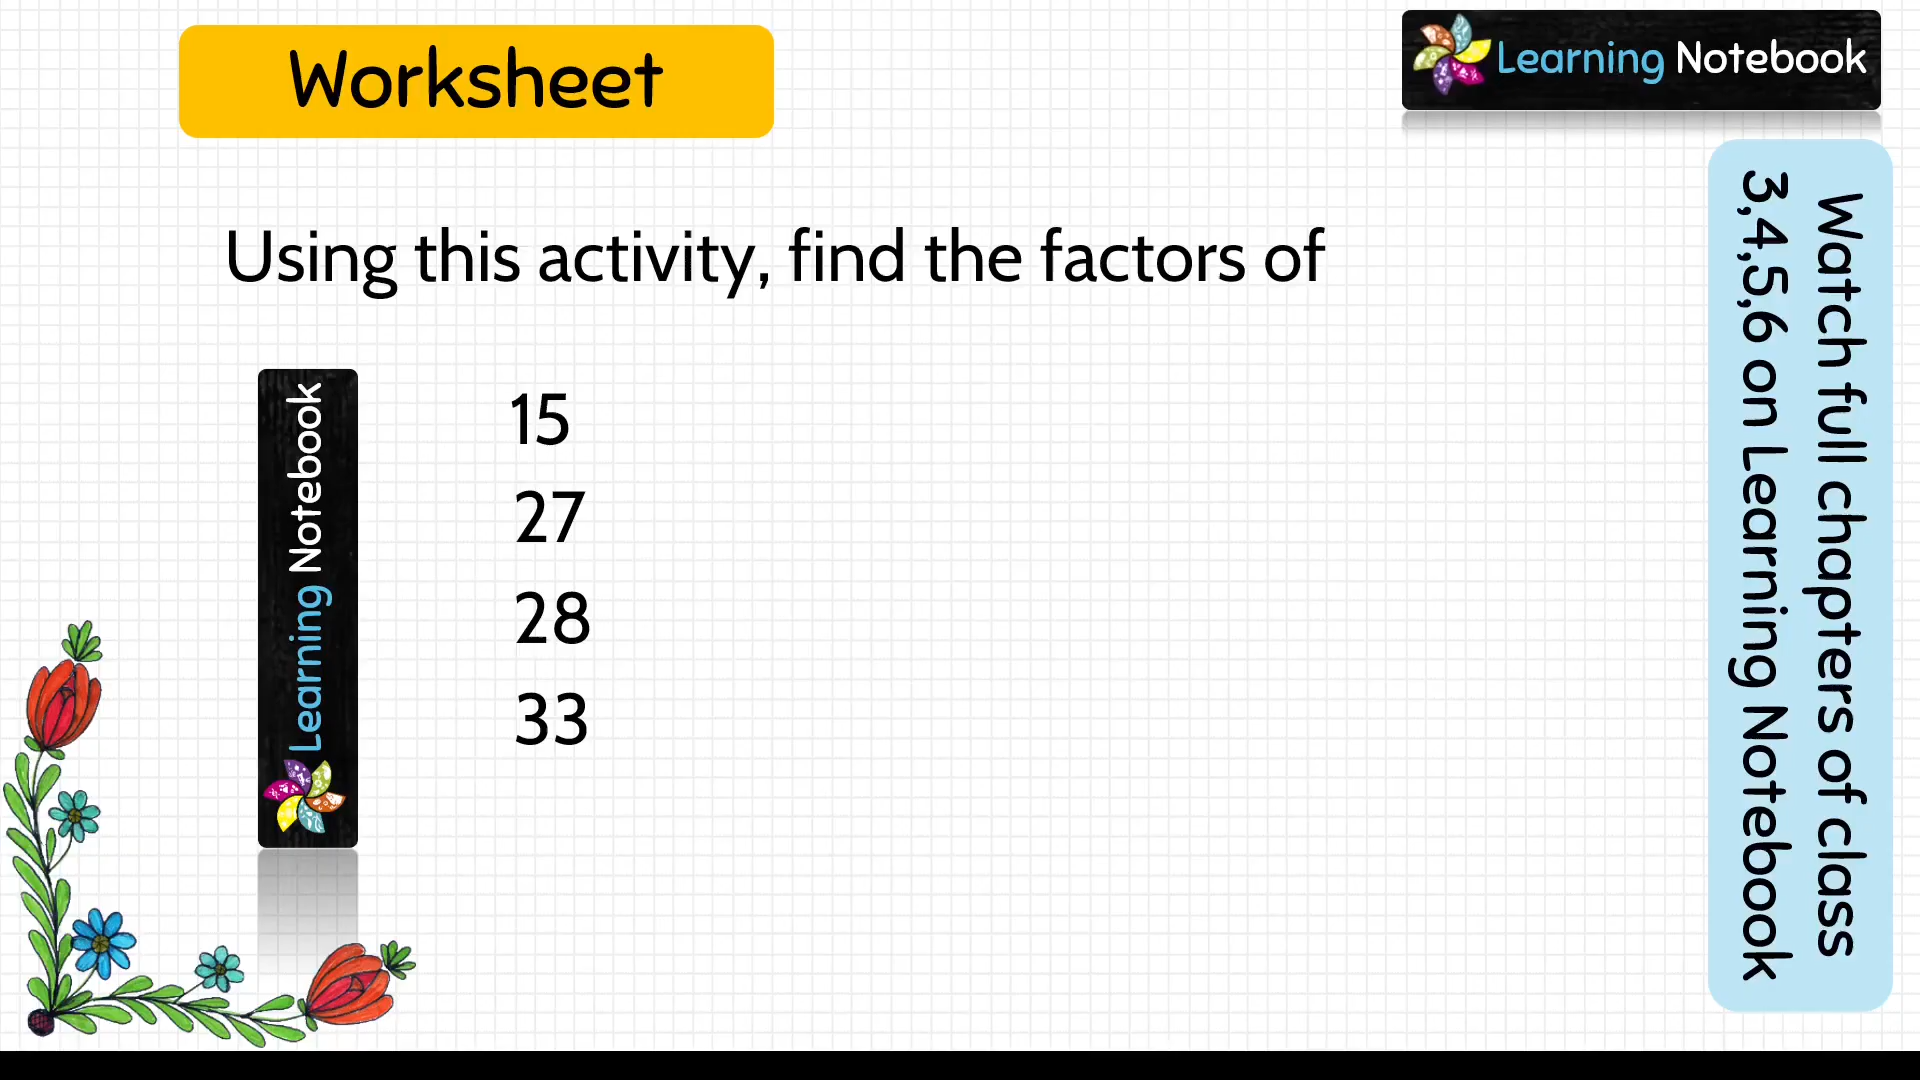 Worksheet
Learning Notebook
Using this activity, find the factors of
15
27
28
33
Learning Notebook
Watch full chapters of class
3,4,5,6 on Learning Notebook